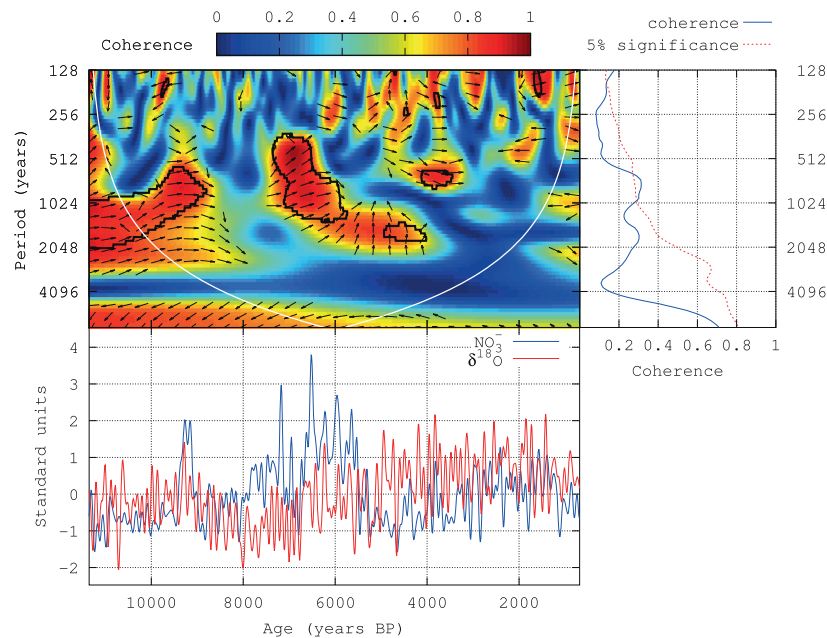 0 0.2 0.4 0.6 0.8 1
Coherence
coherence
5% significance
128 128
256 256
512 512
1024 1024
2048 2048
4096 4096
Period (years)
0.2 0.4 0.6 0.8 1
Coherence
NO₃⁻
δ¹⁸O
4
3
2
1
0
-1
-2
Standard units
10000 8000 6000 4000 2000
Age (years BP)